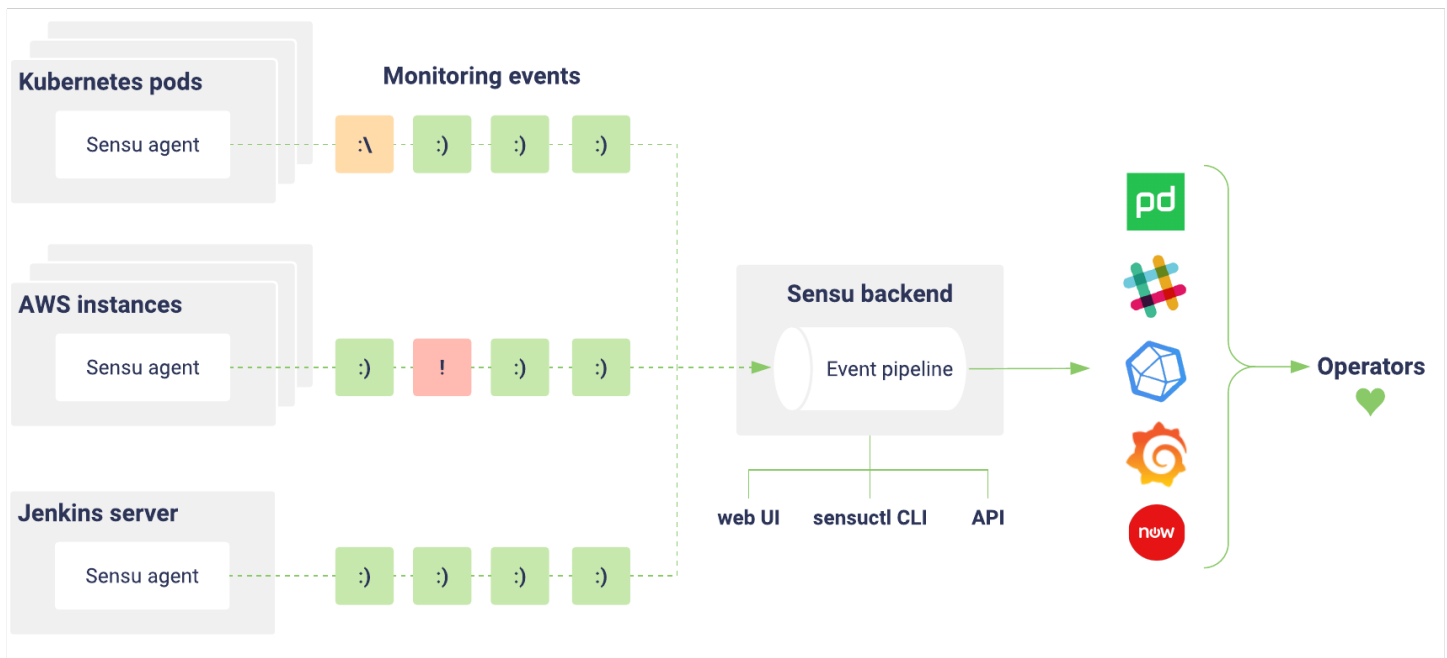 Kubernetes pods
Monitoring events
Sensu agent
:\ :) :) :)
pd
AWS instances
Sensu agent
:) ! :) :)
Sensu backend
Event pipeline
Operators
web UI
sensuctl CLI
API
now
Jenkins server
Sensu agent
:) :) :) :)